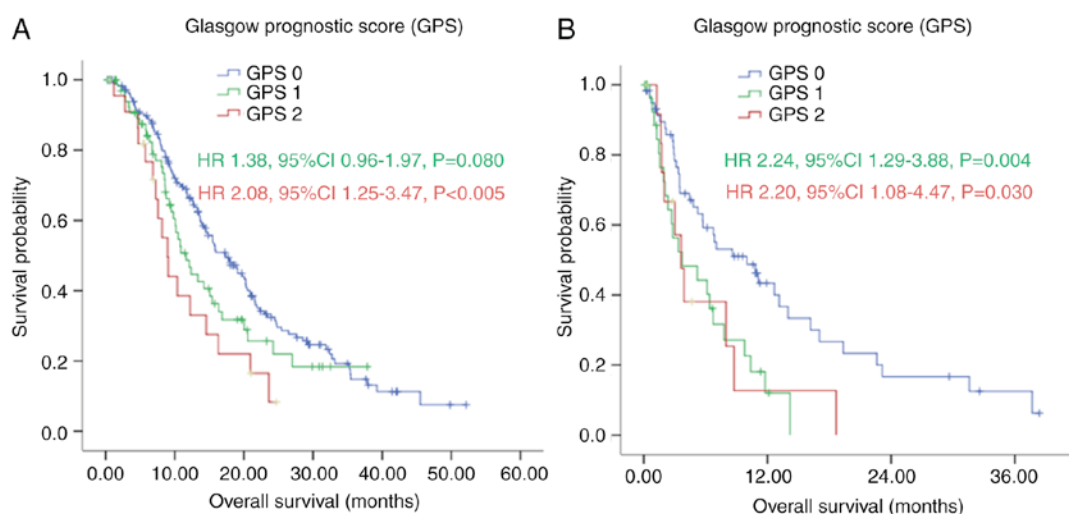 A
Glasgow prognostic score (GPS)
GPS 0
GPS 1
GPS 2
HR 1.38, 95%CI 0.96-1.97, P=0.080
HR 2.08, 95%CI 1.25-3.47, P<0.005
Survival probability
1.0
0.8
0.6
0.4
0.2
0.0
0.00 10.00 20.00 30.00 40.00 50.00 60.00
Overall survival (months)
B
Glasgow prognostic score (GPS)
GPS 0
GPS 1
GPS 2
HR 2.24, 95%CI 1.29-3.88, P=0.004
HR 2.20, 95%CI 1.08-4.47, P=0.030
Survival probability
1.0
0.8
0.6
0.4
0.2
0.0
0.00 12.00 24.00 36.00
Overall survival (months)